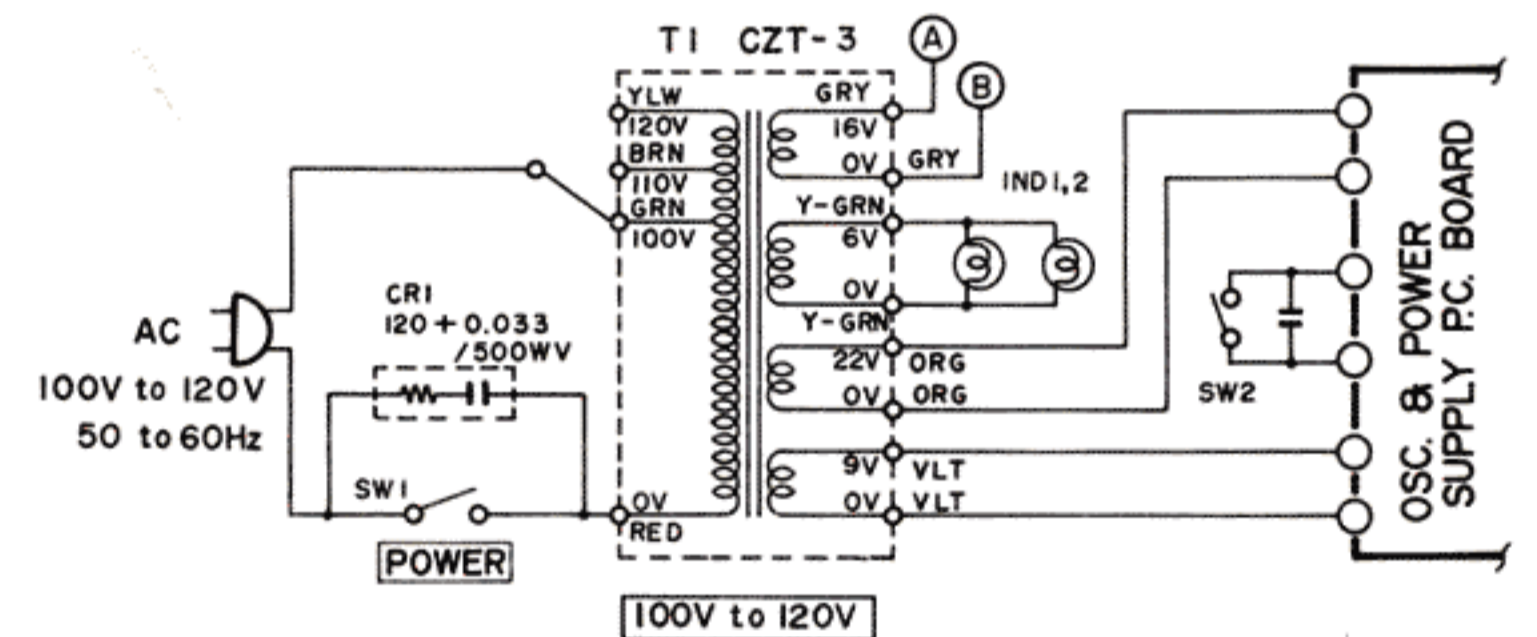 T1 CZT-3
A
B
YLW
120V
BRN
110V
GRN
100V
0V
RED
GRY
16V
0V
GRY
Y-GRN
6V
0V
Y-GRN
22V
ORG
0V
ORG
9V
VLT
0V
VLT
IND1,2
AC
100V to 120V
50 to 60Hz
CR1
120+0.033
/500WV
SW1
POWER
SW2
OSC. & POWER
SUPPLY P.C. BOARD
100V to 120V